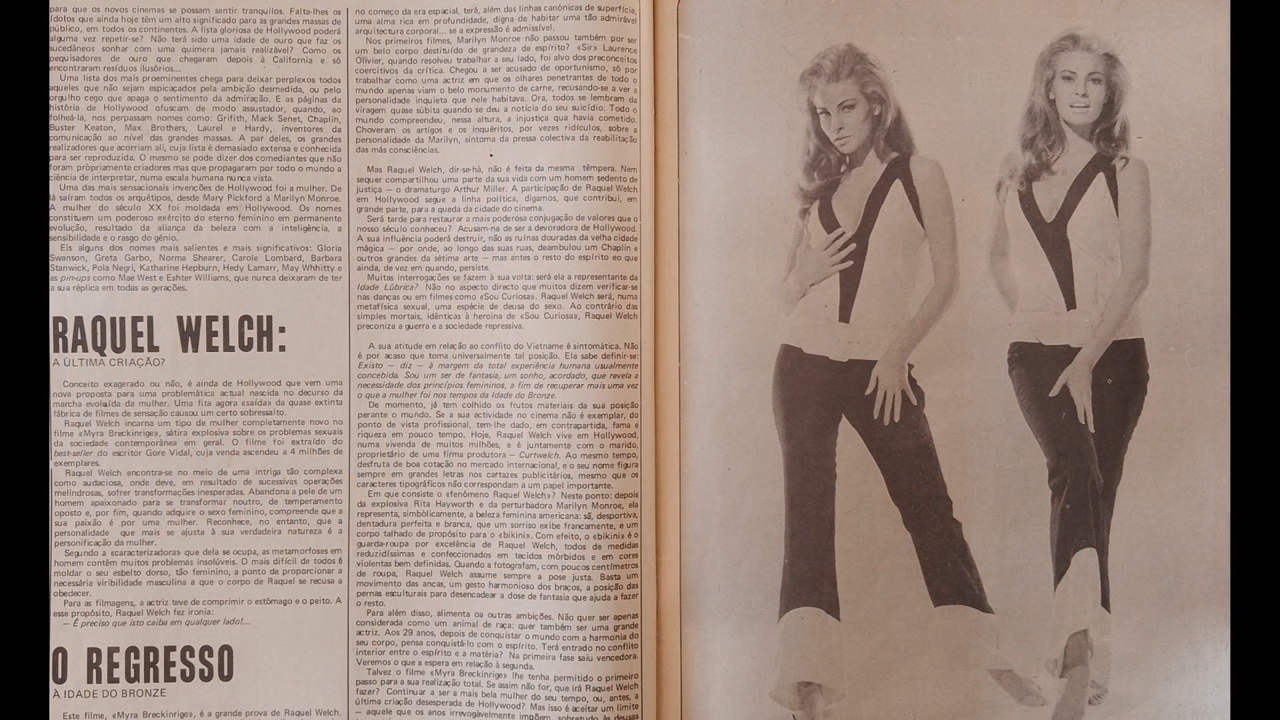 para que os novos cinemas se possam sentir tranquilos. Falta-lhes os
ídolos que ainda hoje têm um alto significado para as grandes massas de
público, em todos os continentes. A lista gloriosa de Hollywood poderá
alguma vez repetir-se? Não terá sido uma idade de ouro que faz os
sucedâneos sonhar com uma quimera jamais realizável? Como os
pequisadores de ouro que chegaram depois à California e só
encontraram resíduos ilusórios...
Uma lista dos mais proeminentes chega para deixar perplexos todos
aqueles que não sejam espicaçados pela ambição desmedida, ou pelo
orgulho cego que apaga o sentimento da admiração. E as páginas da
história de Hollywood ofuscam de modo assustador, quando, ao
folheá-la, nos perpassam nomes como: Grifith, Mack Senet, Chaplin,
Buster Keaton, Max Brothers, Laurel e Hardy, inventores da
comunicação ao nível das grandes massas. A par deles, os grandes
realizadores que acorriam ali, cuja lista é demasiado extensa e conhecida
para ser reproduzida. O mesmo se pode dizer dos comediantes que não
foram pròpriamente criadores mas que propagaram por todo o mundo a
ciência de interpretar, numa escala humana nunca vista.
Uma das mais sensacionais invenções de Hollywood foi a mulher. De
lá saíram todos os arquétipos, desde Mary Pickford a Marilyn Monroe.
A mulher do século XX foi moldada em Hollywood. Os nomes
constituem um poderoso exército do eterno feminino em permanente
evolução, resultado da aliança da beleza com a inteligência, a
sensibilidade e o rasgo do génio.
Eis alguns dos nomes mais salientes e mais significativos: Gloria
Swanson, Greta Garbo, Norma Shearer, Carole Lombard, Barbara
Stanwick, Pola Negri, Katharine Hepburn, Hedy Lamarr, May Whhitty e
as pin-ups como Mae West e Eshter Williams, que nunca deixaram de ter
a sua réplica em todas as gerações.
RAQUEL WELCH:
A ÚLTIMA CRIAÇÃO?
Conceito exagerado ou não, é ainda de Hollywood que vem uma
nova proposta para uma problemática actual nascida no decurso da
marcha evoluída da mulher. Uma fita agora «saída» da quase extinta
fábrica de filmes de sensação causou um certo sobressalto.
Raquel Welch incarna um tipo de mulher completamente novo no
filme «Myra Breckinrige», sátira explosiva sobre os problemas sexuais
da sociedade contemporânea em geral. O filme foi extraído do
best-seller do escritor Gore Vidal, cuja venda ascendeu a 4 milhões de
exemplares.
Raquel Welch encontra-se no meio de uma intriga tão complexa
como audaciosa, onde deve, em resultado de sucessivas operações
melindrosas, sofrer transformações inesperadas. Abandona a pele de um
homem apaixonado para se transformar noutro, de temperamento
oposto e, por fim, quando adquire o sexo feminino, compreende que a
sua paixão é por uma mulher. Reconhece, no entanto, que a
personalidade que mais se ajusta à sua verdadeira natureza é a
personificação da mulher.
Segundo a «caracterizadora» que dela se ocupa, as metamorfoses em
homem contêm muitos problemas insolúveis. O mais difícil de todos é
moldar o seu esbelto dorso, tão feminino, a ponto de proporcionar a
necessária viribilidade masculina a que o corpo de Raquel se recusa a
obedecer.
Para as filmagens, a actriz teve de comprimir o estômago e o peito. A
esse propósito, Raquel Welch fez ironia:
— É preciso que isto caiba em qualquer lado!...
O REGRESSO
À IDADE DO BRONZE
Este filme, «Myra Breckinrige», é a grande prova de Raquel Welch.
no começo da era espacial, terá, além das linhas canónicas de superfície,
uma alma rica em profundidade, digna de habitar uma tão admirável
arquitetura corporal... se a expressão é admissível.
Nos primeiros filmes, Marilyn Monroe não passou também por ser
um belo corpo destituído de grandeza de espírito? «Sir» Laurence
Olivier, quando resolveu trabalhar a seu lado, foi alvo dos preconceitos
coercitivos da crítica. Chegou a ser acusado de oportunismo, só por
trabalhar como uma actriz em que os olhares penetrantes de todo o
mundo apenas viam o belo monumento de carne, recusando-se a ver a
personalidade inquieta que nele habitava. Ora, todos se lembram da
viragem quase súbita quando se deu a notícia do seu suicídio. Todo o
mundo compreendeu, nessa altura, a injustiça que havia cometido.
Choveram os artigos e os inquéritos, por vezes ridículos, sobre a
personalidade da Marilyn, sintoma da pressa colectiva da reabilitação
das más consciências.
Mas Raquel Welch, dir-se-hà, não é feita da mesma têmpera. Nem
sequer compartilhou uma parte da sua vida com um homem sedento de
justiça — o dramaturgo Arthur Miller. A participação de Raquel Welch
em Hollywood segue a linha política, digamos, que contribui, em
grande parte, para a queda da cidade do cinema.
Será tarde para restaurar a mais poderosa conjugação de valores que o
nosso século conheceu? Acusam-na de ser a devoradora de Hollywood.
A sua influência poderá destruir, não as ruínas douradas da velha cidade
mágica — por onde, ao longo das suas ruas, deambulou um Chaplin e
outros grandes da sétima arte — mas antes o resto do espírito eo que
ainda, de vez em quando, persiste.
Muitas interrogações se fazem à sua volta: será ela a representante da
Idade Lúbrica? Não no aspecto directo que muitos dizem verificar-se
nas danças ou em filmes como «Sou Curiosa». Raquel Welch será, numa
metafísica sexual, uma espécie de deusa do sexo. Ao contrário das
simples mortais, idênticas à heroina de «Sou Curiosa», Raquel Welch
preconiza a guerra e a sociedade repressiva.
A sua atitude em relação ao conflito do Vietname é sintomática. Não
é por acaso que toma universalmente tal posição. Ela sabe definir-se:
Existo — diz — à margem da total experiência humana usualmente
concebida. Sou um ser de fantasia, um sonho, acordado, que revela a
necessidade dos princípios femininos, a fim de recuperar mais uma vez
o que a mulher foi nos tempos da Idade do Bronze.
De momento, já tem colhido os frutos materiais da sua posição
perante o mundo. Se a sua actividade no cinema não é exemplar, do
ponto de vista profissional, tem-lhe dado, em contrapartida, fama e
riqueza em pouco tempo. Hoje, Raquel Welch vive em Hollywood,
numa vivenda de muitos milhões, e é juntamente com o marido,
proprietário de uma firma produtora — Curtwelch. Ao mesmo tempo,
desfruta de boa cotação no mercado internacional, e o seu nome figura
sempre em grandes letras nos cartazes publicitários, mesmo que os
caracteres tipográficos não correspondam a um papel importante.
Em que consiste o «fenómeno Raquel Welch»? Neste ponto: depois
da explosiva Rita Hayworth e da perturbadora Marilyn Monroe, ela
representa, simbòlicamente, a beleza feminina americana: sã, desportiva,
dentadura perfeita e branca, que um sorriso exibe francamente, e um
corpo talhado de propósito para o «bikini». Com efeito, o «bikini» é o
guarda-roupa por excelência de Raquel Welch, todos de medidas
reduzidíssimas e confeccionados em tacidos mórbidos e em cores
violentas bem definidas. Quando a fotografam, com poucos centímetros
de roupa, Raquel Welch assume sempre a pose justa. Basta um
movimento das ancas, um gesto harmonioso dos braços, a posição das
pernas esculturais para desencadear a dose de fantasia que ajuda a fazer
o resto.
Para além disso, alimenta oa outras ambições. Não quer ser apenas
considerada como um animal de raça: quer também ser uma grande
actriz. Aos 29 anos, depois de conquistar o mundo com a harmonia do
seu corpo, pensa conquistá-lo com o espírito. Terá entrado no conflito
interior entre o espírito e a matéria? Na primeira fase saiu vencedora.
Veremos o que a espera em relação à segunda.
Talvez o filme «Myra Breckinrige» lhe tenha permitido o primeiro
passo para a sua realização total. Se assim não for, que irá Raquel Welch
fazer? Continuar a ser a mais bela mulher do seu tempo, ou, antes, a
última criação desesperada de Hollywood? Mas isso é aceitar um limite
— aquele que os anos irrevogàvelmente impõem, sobretudo às deusas